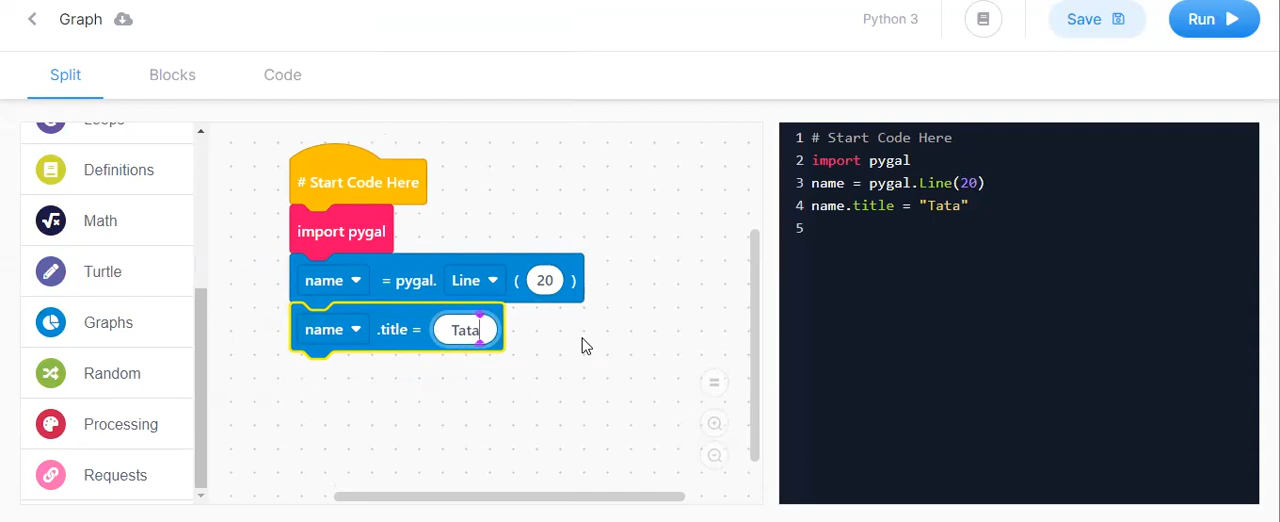 Graph
Python 3
Save
Run
Split
Blocks
Code
Loops
Definitions
Math
Turtle
Graphs
Random
Processing
Requests
# Start Code Here
import pygal
name = pygal. Line ( 20 )
name .title = Tata
1 # Start Code Here
2 import pygal
3 name = pygal.Line(20)
4 name.title = "Tata"
5